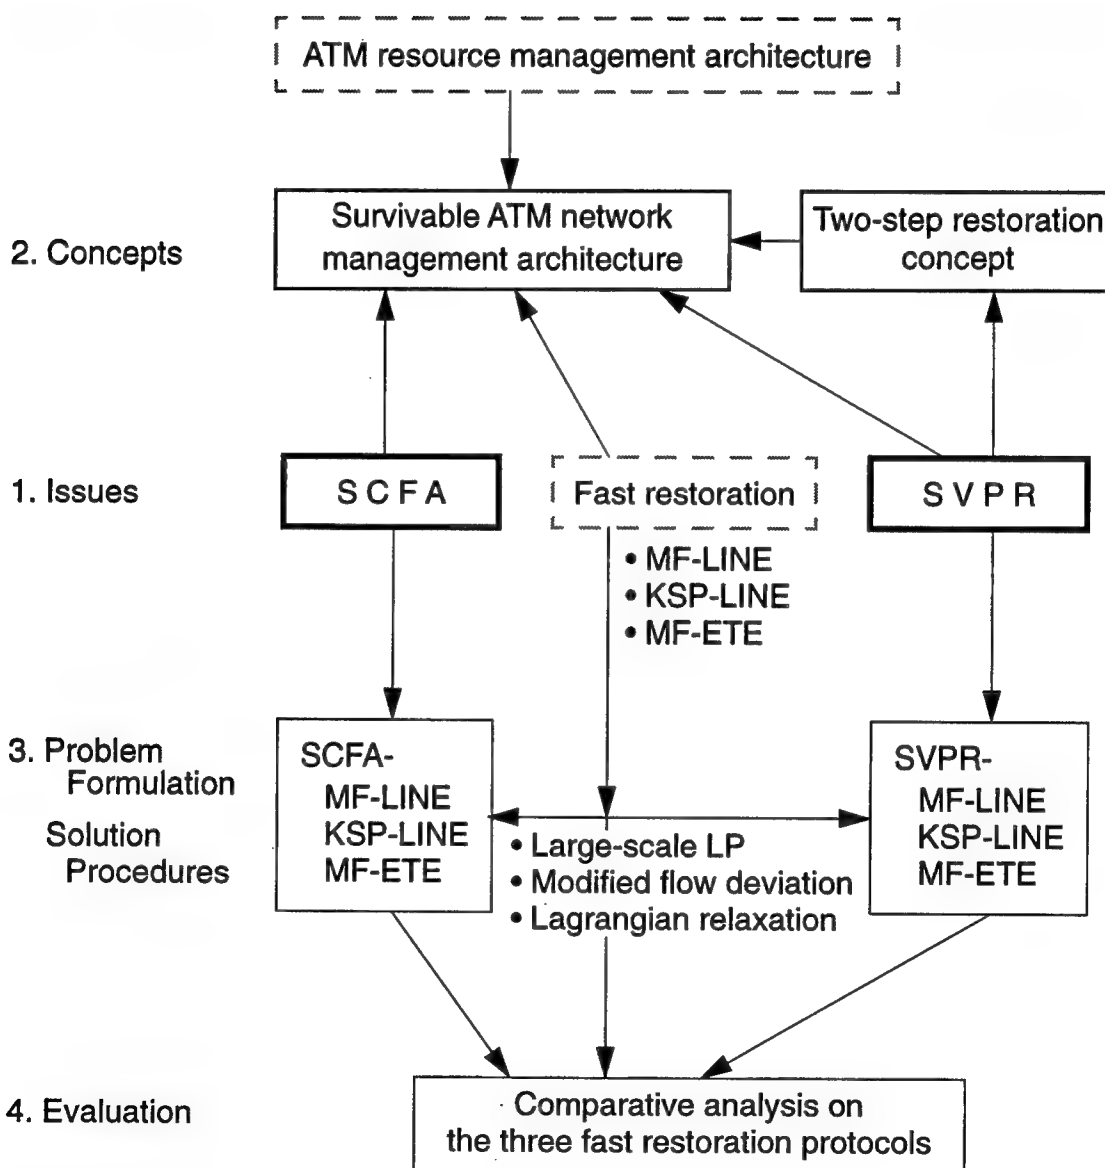 ATM resource management architecture
2. Concepts
Survivable ATM network
management architecture
Two-step restoration
concept
1. Issues
S C F A
Fast restoration
S V P R
• MF-LINE
• KSP-LINE
• MF-ETE
3. Problem
Formulation
Solution
Procedures
SCFA-
MF-LINE
KSP-LINE
MF-ETE
• Large-scale LP
• Modified flow deviation
• Lagrangian relaxation
SVPR-
MF-LINE
KSP-LINE
MF-ETE
4. Evaluation
Comparative analysis on
the three fast restoration protocols